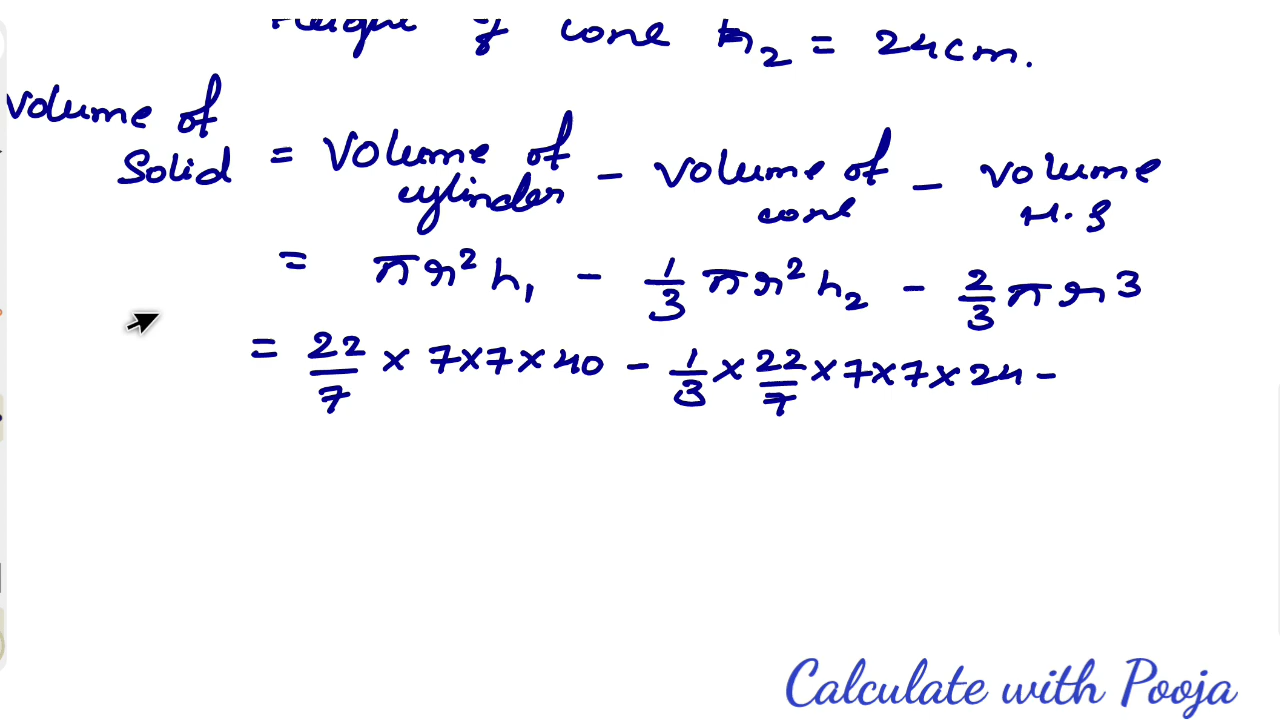 Height of cone h₂ = 24cm.
Volume of Solid = Volume of cylinder - Volume of cone - Volume H.S
= πr²h₁ - 1/3 πr²h₂ - 2/3 πr³
= 22/7 × 7×7×40 - 1/3 × 22/7 × 7×7×24 -
Calculate with Pooja